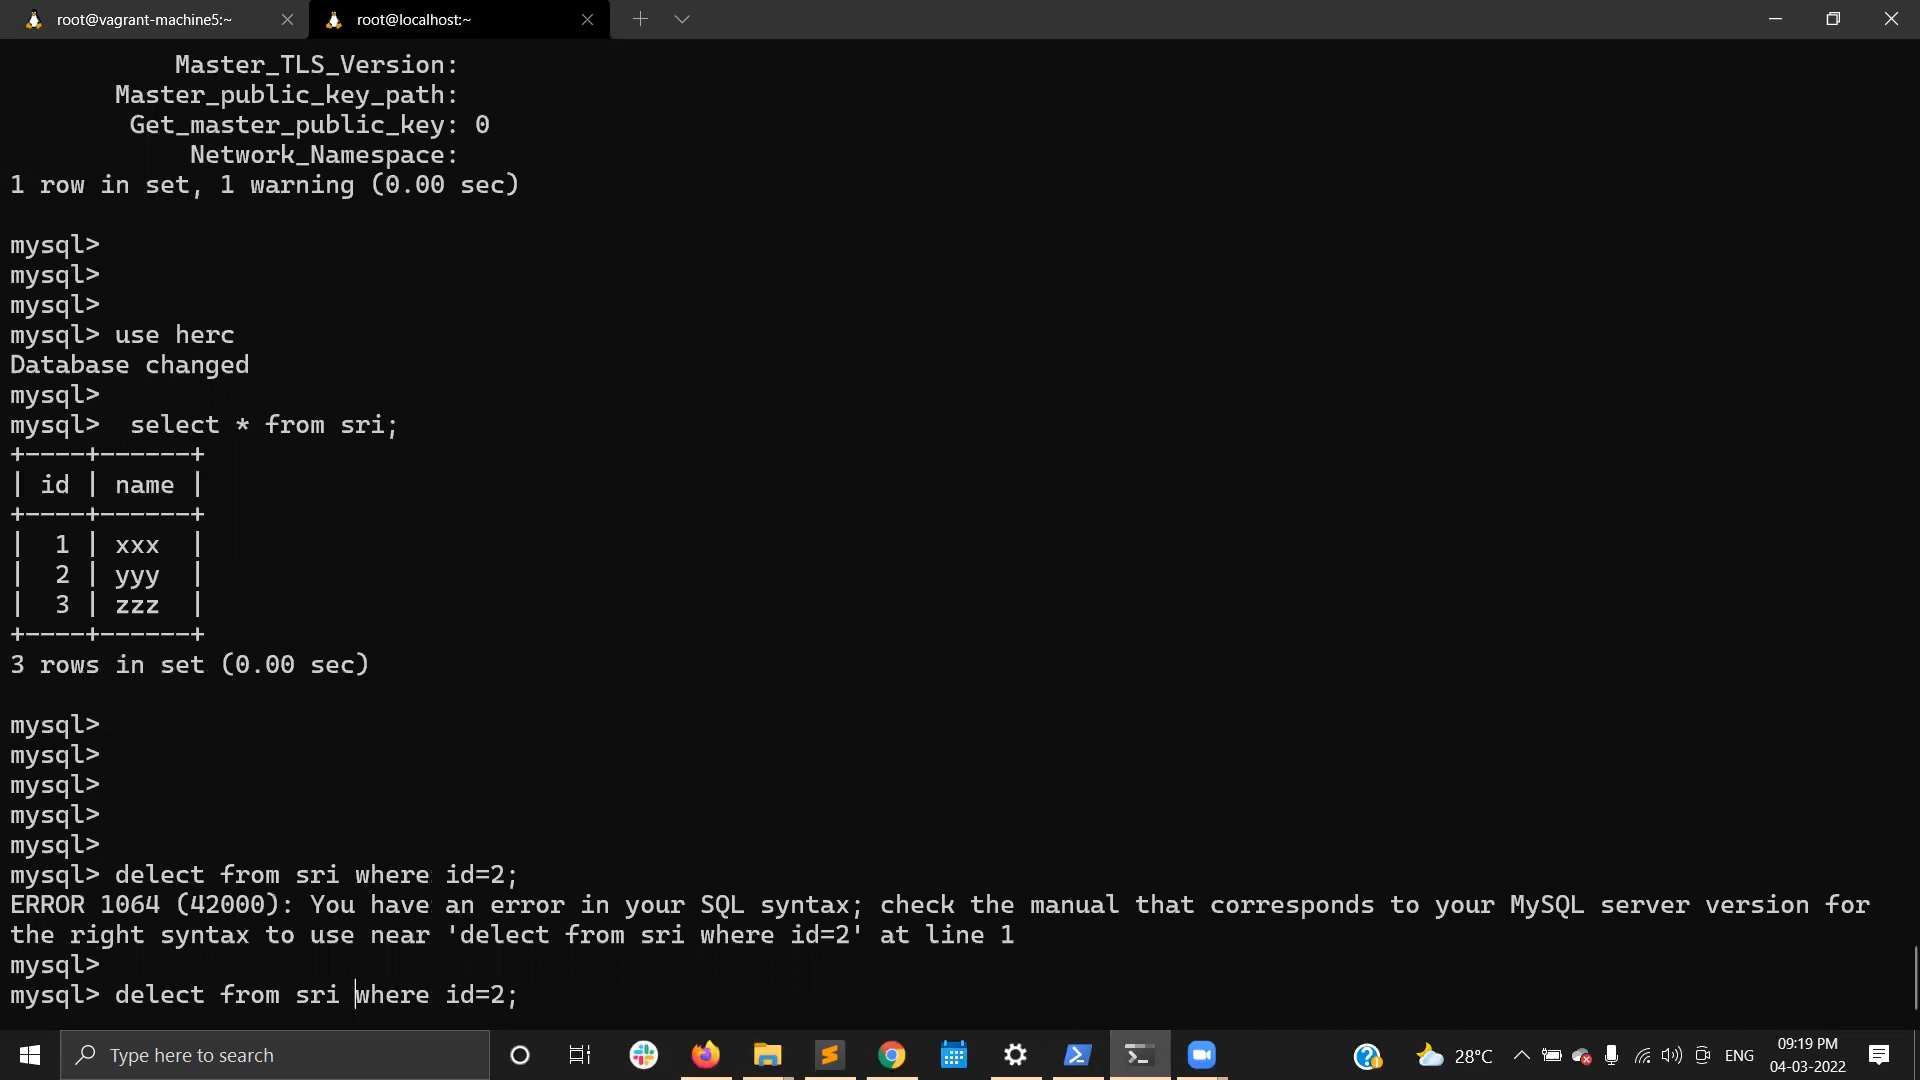 root@vagrant-machine5:~
root@localhost:~
Master_TLS_Version:
Master_public_key_path:
Get_master_public_key: 0
Network_Namespace:
1 row in set, 1 warning (0.00 sec)
mysql>
mysql>
mysql>
mysql> use herc
Database changed
mysql>
mysql>  select * from sri;
+----+------+
| id | name |
+----+------+
|  1 | xxx  |
|  2 | yyy  |
|  3 | zzz  |
+----+------+
3 rows in set (0.00 sec)
mysql>
mysql>
mysql>
mysql>
mysql>
mysql> delect from sri where id=2;
ERROR 1064 (42000): You have an error in your SQL syntax; check the manual that corresponds to your MySQL server version for
the right syntax to use near 'delect from sri where id=2' at line 1
mysql>
mysql> delect from sri where id=2;
Type here to search
28°C
ENG
09:19 PM
04-03-2022